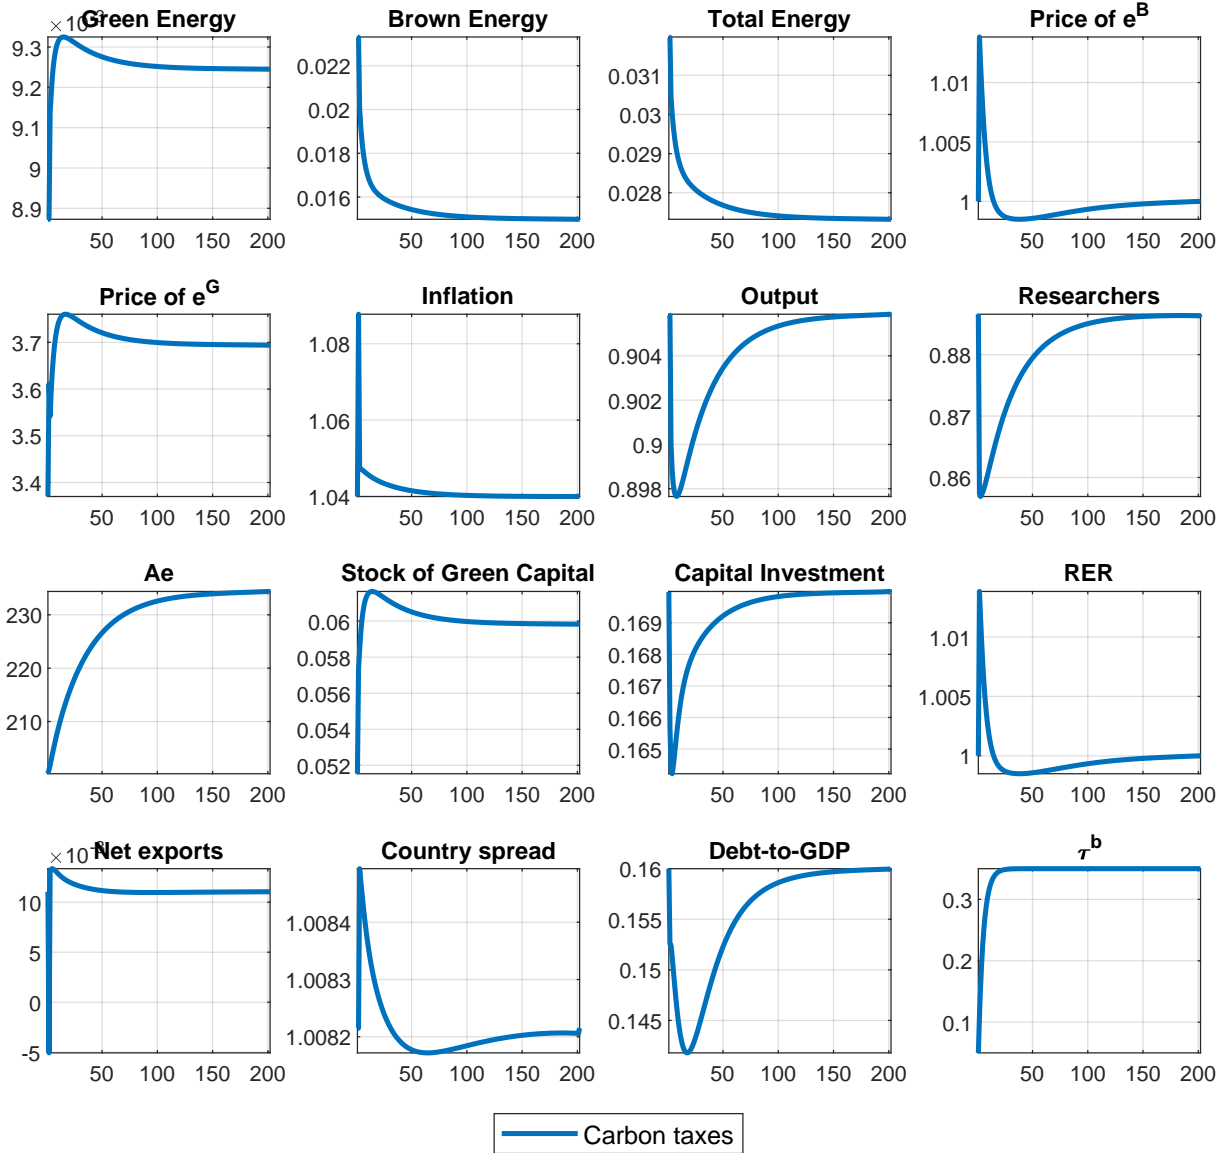 Green Energy
×10-3
9.3
9.2
9.1
9
8.9
50 100 150 200
Brown Energy
0.022
0.02
0.018
0.016
50 100 150 200
Total Energy
0.031
0.03
0.029
0.028
50 100 150 200
Price of eB
1.01
1.005
1
50 100 150 200
Price of eG
3.7
3.6
3.5
3.4
50 100 150 200
Inflation
1.08
1.06
1.04
50 100 150 200
Output
0.904
0.902
0.9
0.898
50 100 150 200
Researchers
0.88
0.87
0.86
50 100 150 200
Ae
230
220
210
50 100 150 200
Stock of Green Capital
0.06
0.058
0.056
0.054
0.052
50 100 150 200
Capital Investment
0.169
0.168
0.167
0.166
0.165
50 100 150 200
RER
1.01
1.005
1
50 100 150 200
Net exports
×10-3
10
5
0
-5
50 100 150 200
Country spread
1.0084
1.0083
1.0082
50 100 150 200
Debt-to-GDP
0.16
0.155
0.15
0.145
50 100 150 200
τb
0.3
0.2
0.1
50 100 150 200
Carbon taxes